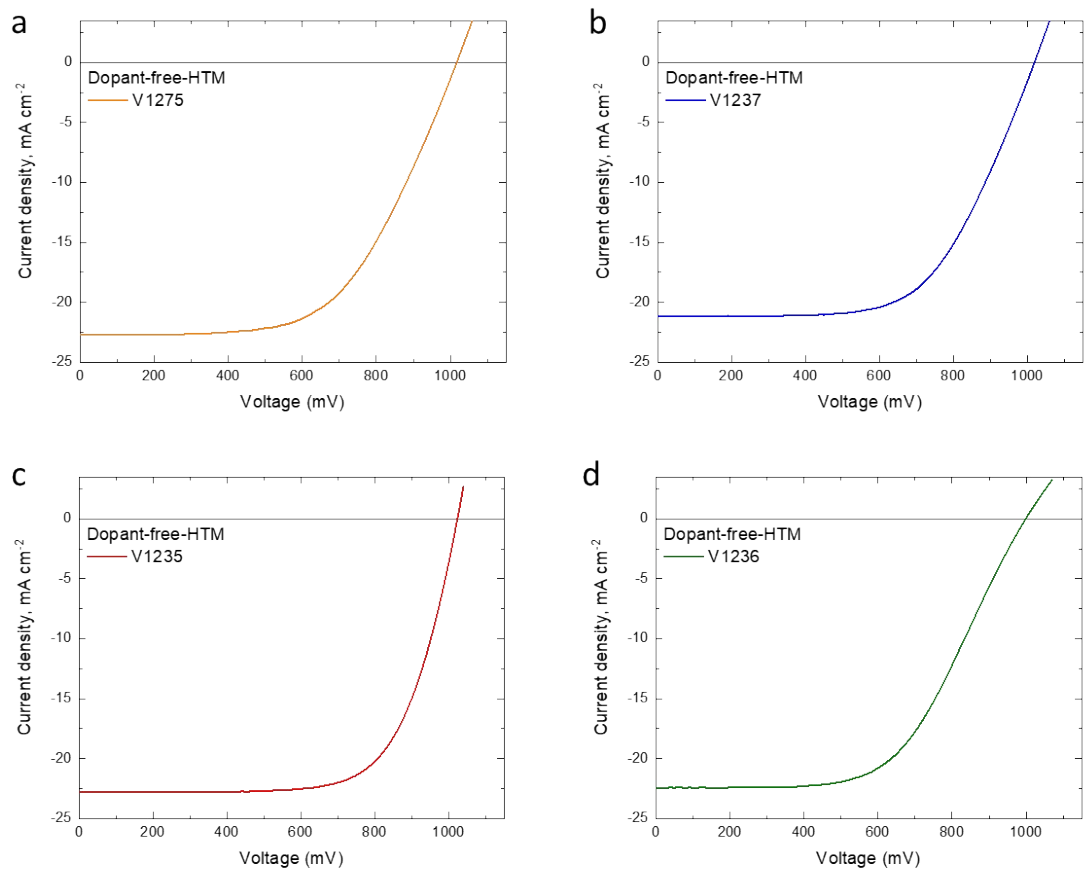 a
0
-5
-10
-15
-20
-25
Current density, mA cm-2
Dopant-free-HTM
V1275
0 200 400 600 800 1000
Voltage (mV)
b
0
-5
-10
-15
-20
-25
Current density, mA cm-2
Dopant-free-HTM
V1237
0 200 400 600 800 1000
Voltage (mV)
c
0
-5
-10
-15
-20
-25
Current density, mA cm-2
Dopant-free-HTM
V1235
0 200 400 600 800 1000
Voltage (mV)
d
0
-5
-10
-15
-20
-25
Current density, mA cm-2
Dopant-free-HTM
V1236
0 200 400 600 800 1000
Voltage (mV)